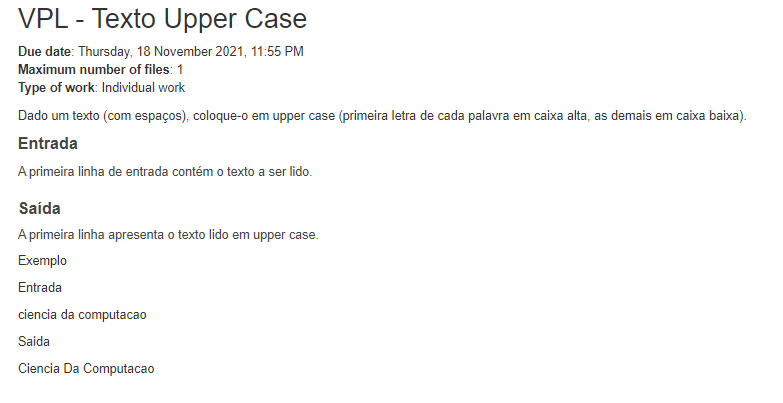 VPL - Texto Upper Case
Due date: Thursday, 18 November 2021, 11:55 PM
Maximum number of files: 1
Type of work: Individual work
Dado um texto (com espaços), coloque-o em upper case (primeira letra de cada palavra em caixa alta, as demais em caixa baixa).
Entrada
A primeira linha de entrada contém o texto a ser lido.
Saída
A primeira linha apresenta o texto lido em upper case.
Exemplo
Entrada
ciencia da computacao
Saida
Ciencia Da Computacao